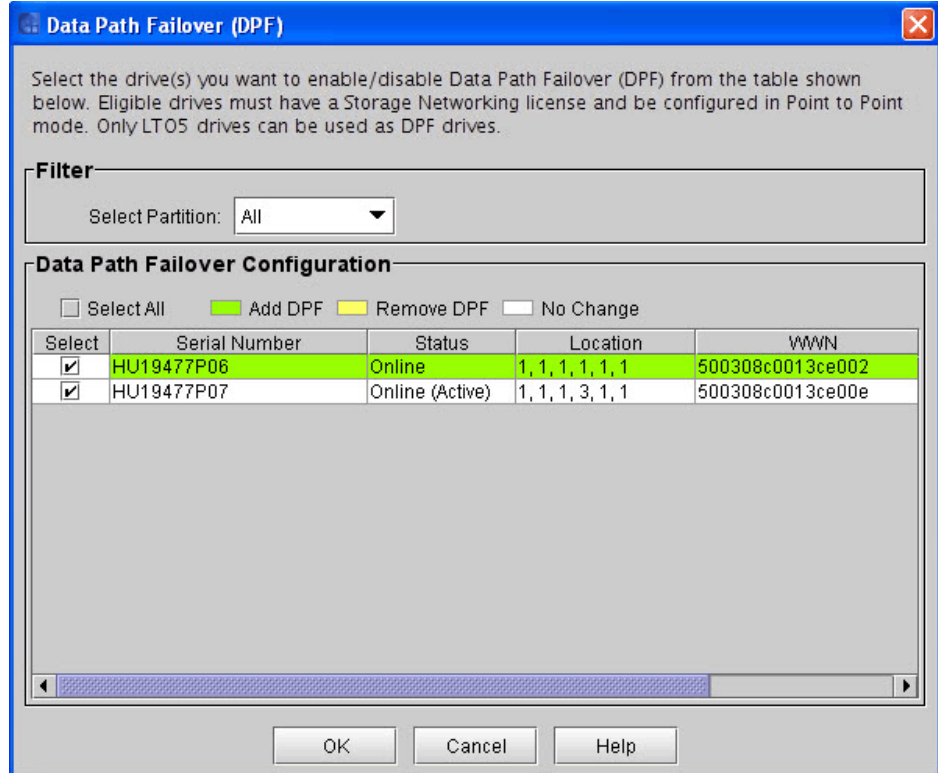 Data Path Failover (DPF)
Select the drive(s) you want to enable/disable Data Path Failover (DPF) from the table shown
below. Eligible drives must have a Storage Networking license and be configured in Point to Point
mode. Only LTO5 drives can be used as DPF drives.
Filter
Select Partition: All
Data Path Failover Configuration
Select All Add DPF Remove DPF No Change
Select Serial Number Status Location WWN
HU19477P06 Online 1, 1, 1, 1, 1, 1 500308c0013ce002
HU19477P07 Online (Active) 1, 1, 1, 3, 1, 1 500308c0013ce00e
OK Cancel Help